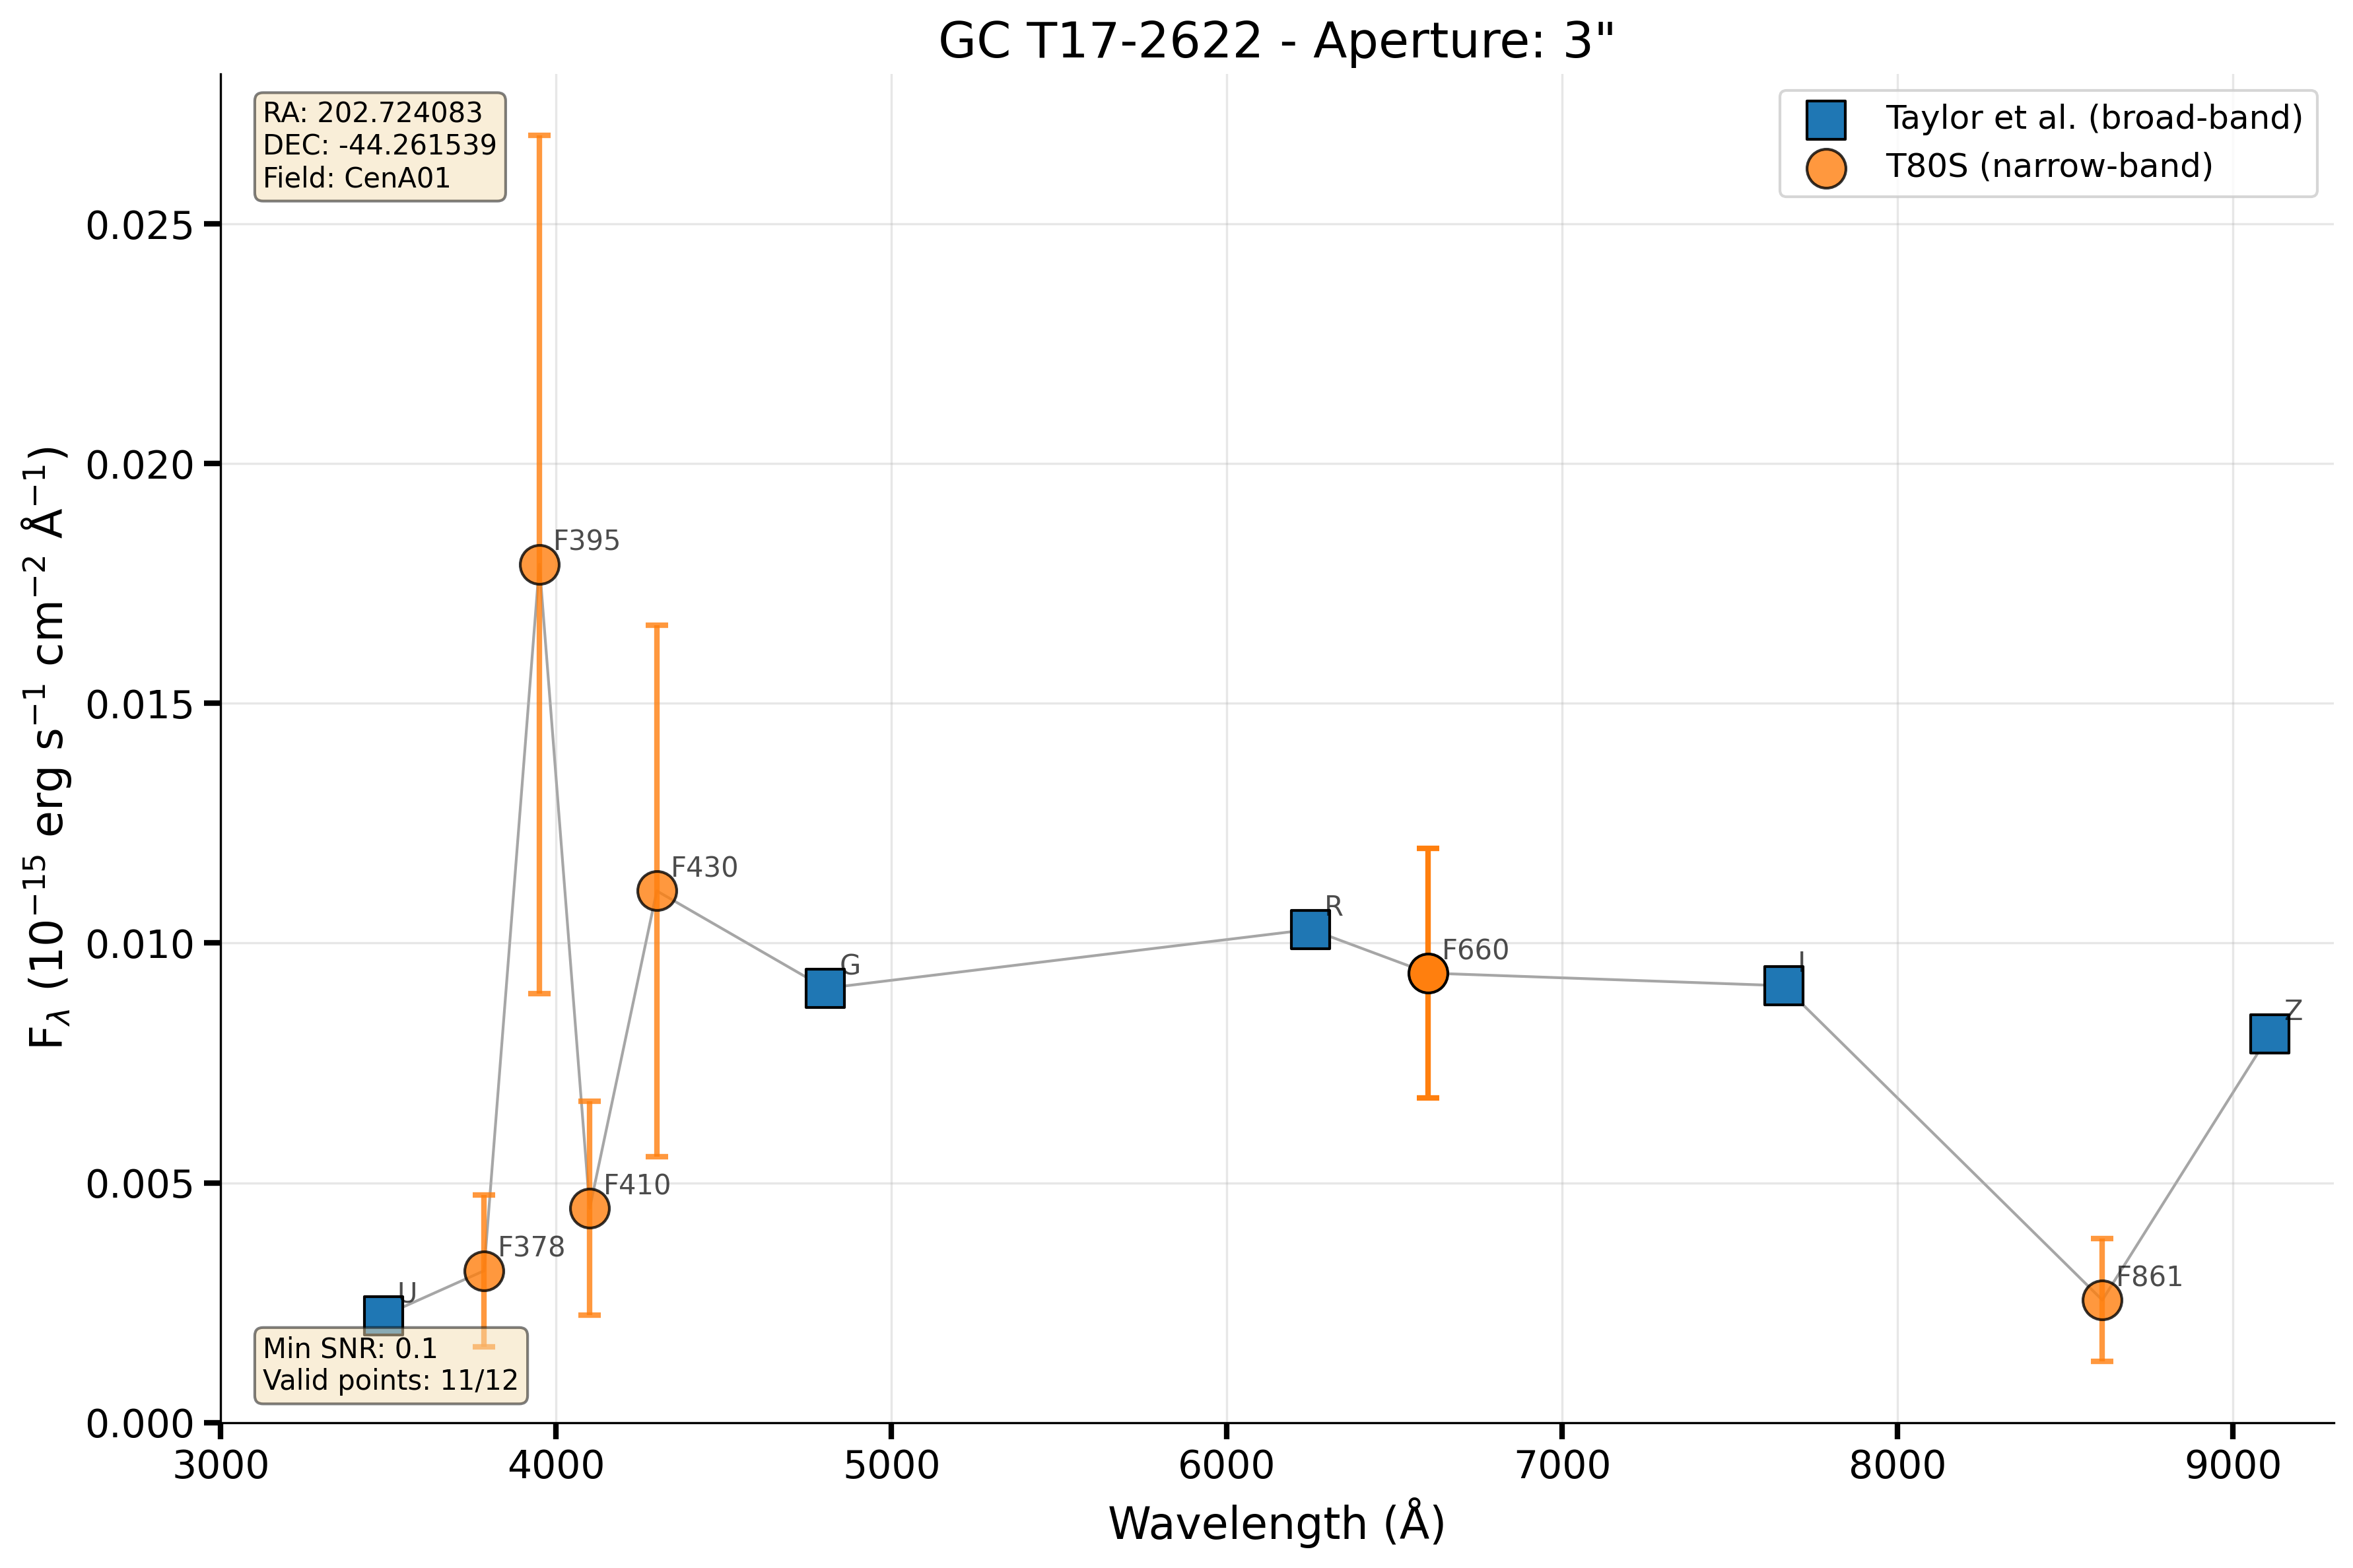 GC T17-2622 - Aperture: 3"
RA: 202.724083
DEC: -44.261539
Field: CenA01
Taylor et al. (broad-band)
T80S (narrow-band)
F395
F430
F410
F378
U
G
R
F660
I
Z
F861
Min SNR: 0.1
Valid points: 11/12
0.025
0.020
0.015
0.010
0.005
0.000
3000 4000 5000 6000 7000 8000 9000
Wavelength (Å)
F_λ (10⁻¹⁵ erg s⁻¹ cm⁻² Å⁻¹)